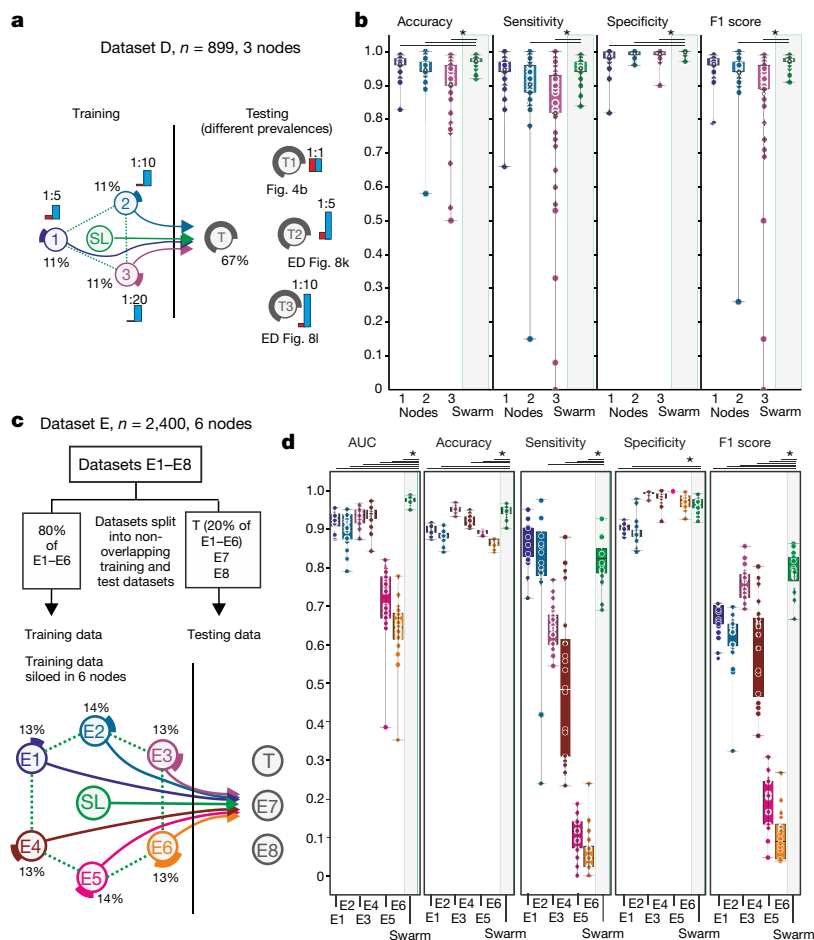 a
Dataset D, n = 899, 3 nodes
Training
Testing
(different prevalences)
1:10
1:1
11%
T1
2
Fig. 4b
1:5
1:5
1
SL
T
T2
11%
67%
11%
3
ED Fig. 8k
1:20
1:10
T3
ED Fig. 8l
b
Accuracy
Sensitivity
Specificity
F1 score
*
*
*
*
1.0
1.0
1.0
1.0
0.9
0.8
0.7
0.6
0.5
0.4
0.3
0.2
0.1
0
1 2 3
1 2 3
1 2 3
1 2 3
Nodes Swarm
Nodes Swarm
Nodes Swarm
Nodes Swarm
c
Dataset E, n = 2,400, 6 nodes
Datasets E1–E8
80%
of
E1–E6
Datasets split
into non-
overlapping
training and
test datasets
T (20% of
E1–E6)
E7
E8
Training data
Testing data
Training data
siloed in 6 nodes
14%
13%
13%
E2
E1
E3
T
SL
E7
E4
E6
E8
E5
13%
13%
14%
d
AUC
Accuracy
Sensitivity
Specificity
F1 score
*
*
*
*
*
1.0
0.9
0.8
0.7
0.6
0.5
0.4
0.3
0.2
0.1
0
E2 E4 E6
E1 E3 E5
Swarm
E2 E4 E6
E1 E3 E5
Swarm
E2 E4 E6
E1 E3 E5
Swarm
E2 E4 E6
E1 E3 E5
Swarm
E2 E4 E6
E1 E3 E5
Swarm